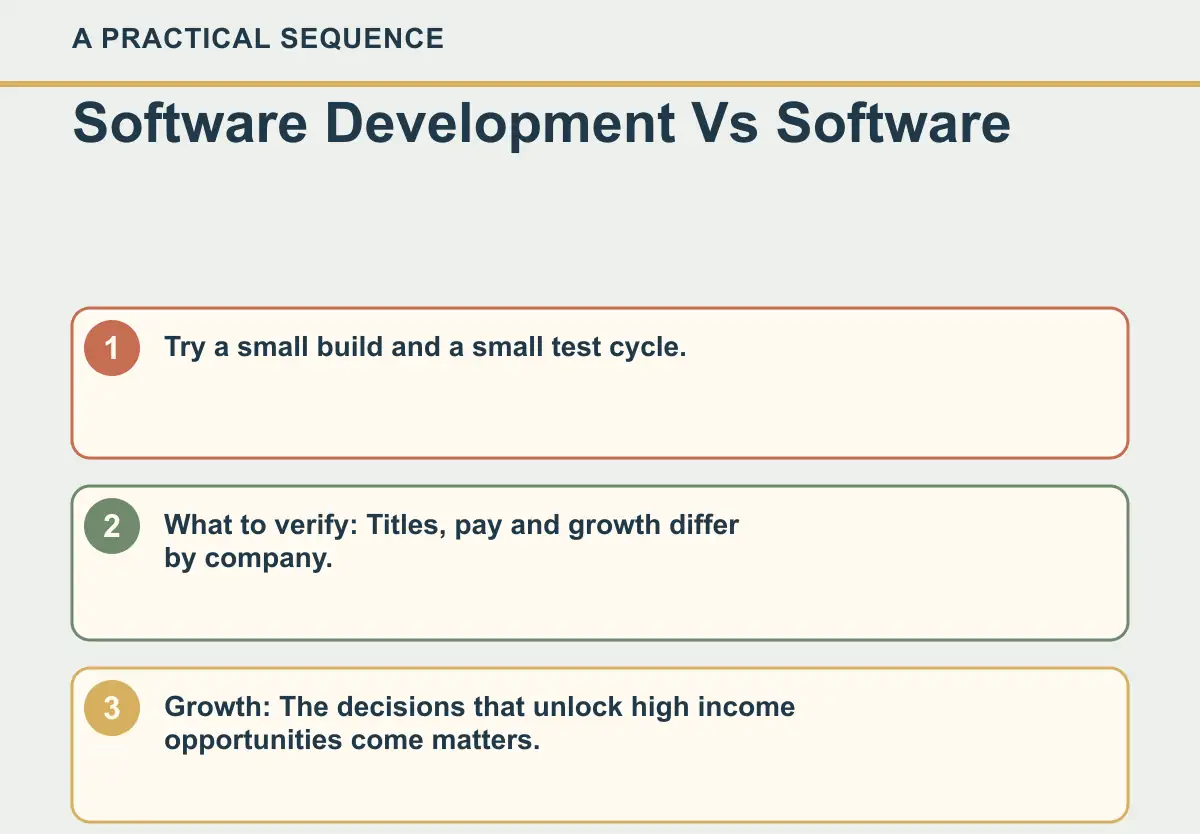 A PRACTICAL SEQUENCE
Software Development Vs Software
1
Try a small build and a small test cycle.
2
What to verify: Titles, pay and growth differ
by company.
3
Growth: The decisions that unlock high income
opportunities come matters.